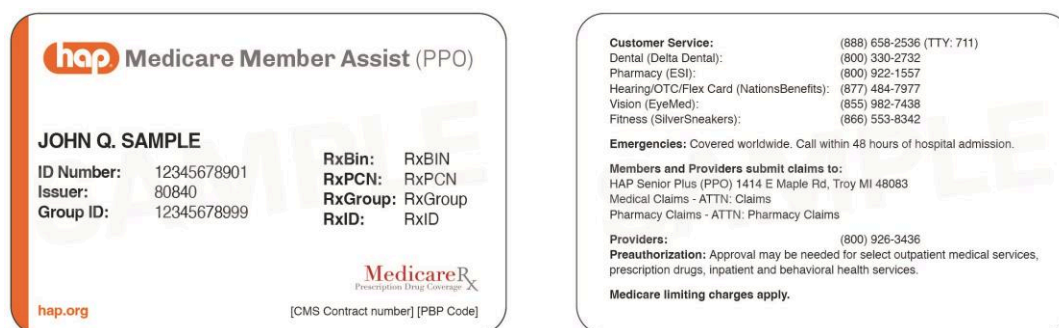 hap Medicare Member Assist (PPO)
JOHN Q. SAMPLE
ID Number: 12345678901
Issuer: 80840
Group ID: 12345678999
RxBin: RxBIN
RxPCN: RxPCN
RxGroup: RxGroup
RxID: RxID
MedicareRx
Prescription Drug Coverage
hap.org
[CMS Contract number] [PBP Code]
SAMPLE
Customer Service: (888) 658-2536 (TTY: 711)
Dental (Delta Dental): (800) 330-2732
Pharmacy (ESI): (800) 922-1557
Hearing/OTC/Flex Card (NationsBenefits): (877) 484-7977
Vision (EyeMed): (855) 982-7438
Fitness (SilverSneakers): (866) 553-8342
Emergencies: Covered worldwide. Call within 48 hours of hospital admission.
Members and Providers submit claims to:
HAP Senior Plus (PPO) 1414 E Maple Rd, Troy MI 48083
Medical Claims - ATTN: Claims
Pharmacy Claims - ATTN: Pharmacy Claims
Providers: (800) 926-3436
Preauthorization: Approval may be needed for select outpatient medical services,
prescription drugs, inpatient and behavioral health services.
Medicare limiting charges apply.
SAMPLE